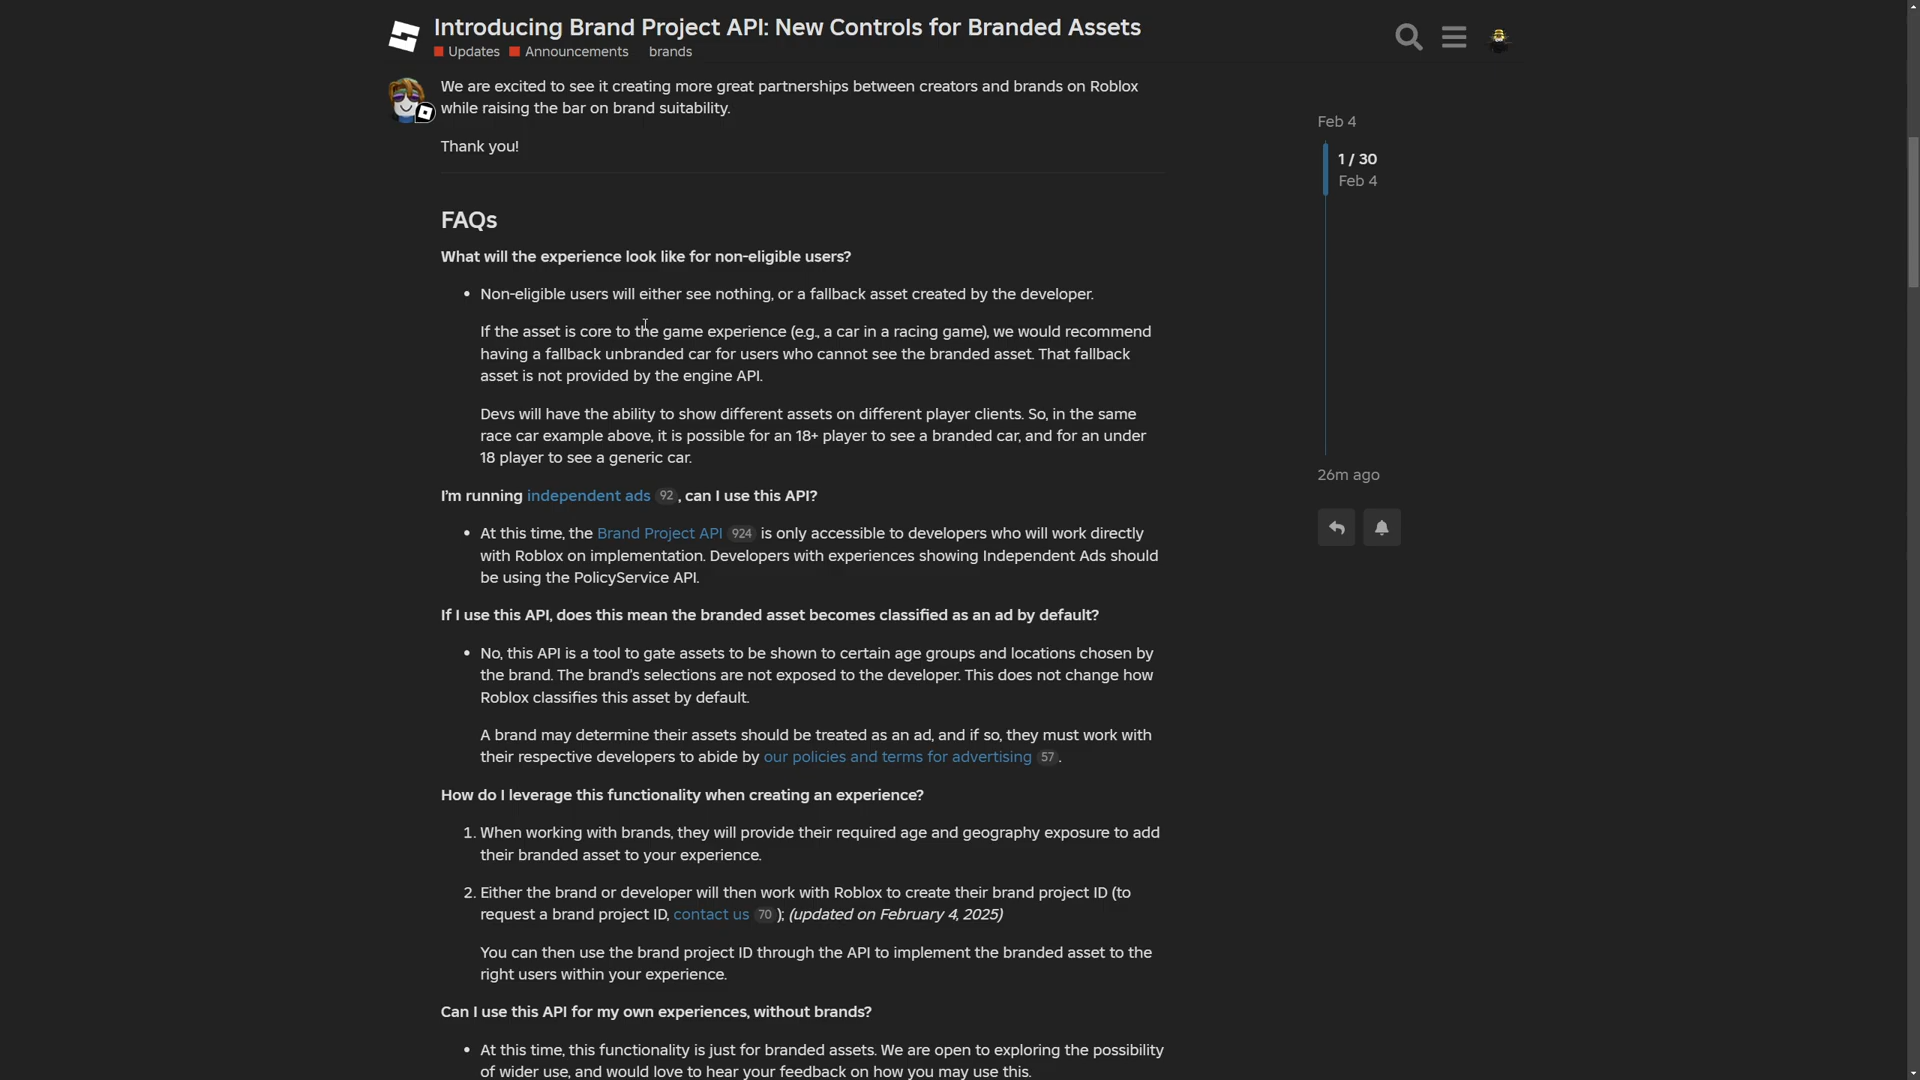 Introducing Brand Project API: New Controls for Branded Assets
Updates Announcements brands
We are excited to see it creating more great partnerships between creators and brands on Roblox
while raising the bar on brand suitability.
Thank you!
Feb 4
1 / 30
Feb 4
26m ago
FAQs
What will the experience look like for non-eligible users?
• Non-eligible users will either see nothing, or a fallback asset created by the developer.
If the asset is core to the game experience (e.g., a car in a racing game), we would recommend
having a fallback unbranded car for users who cannot see the branded asset. That fallback
asset is not provided by the engine API.
Devs will have the ability to show different assets on different player clients. So, in the same
race car example above, it is possible for an 18+ player to see a branded car, and for an under
18 player to see a generic car.
I'm running independent ads 92 , can I use this API?
• At this time, the Brand Project API 924 is only accessible to developers who will work directly
with Roblox on implementation. Developers with experiences showing Independent Ads should
be using the PolicyService API.
If I use this API, does this mean the branded asset becomes classified as an ad by default?
• No, this API is a tool to gate assets to be shown to certain age groups and locations chosen by
the brand. The brand's selections are not exposed to the developer. This does not change how
Roblox classifies this asset by default.
A brand may determine their assets should be treated as an ad, and if so, they must work with
their respective developers to abide by our policies and terms for advertising 57 .
How do I leverage this functionality when creating an experience?
1. When working with brands, they will provide their required age and geography exposure to add
their branded asset to your experience.
2. Either the brand or developer will then work with Roblox to create their brand project ID (to
request a brand project ID, contact us 70 ); (updated on February 4, 2025)
You can then use the brand project ID through the API to implement the branded asset to the
right users within your experience.
Can I use this API for my own experiences, without brands?
• At this time, this functionality is just for branded assets. We are open to exploring the possibility
of wider use, and would love to hear your feedback on how you may use this.